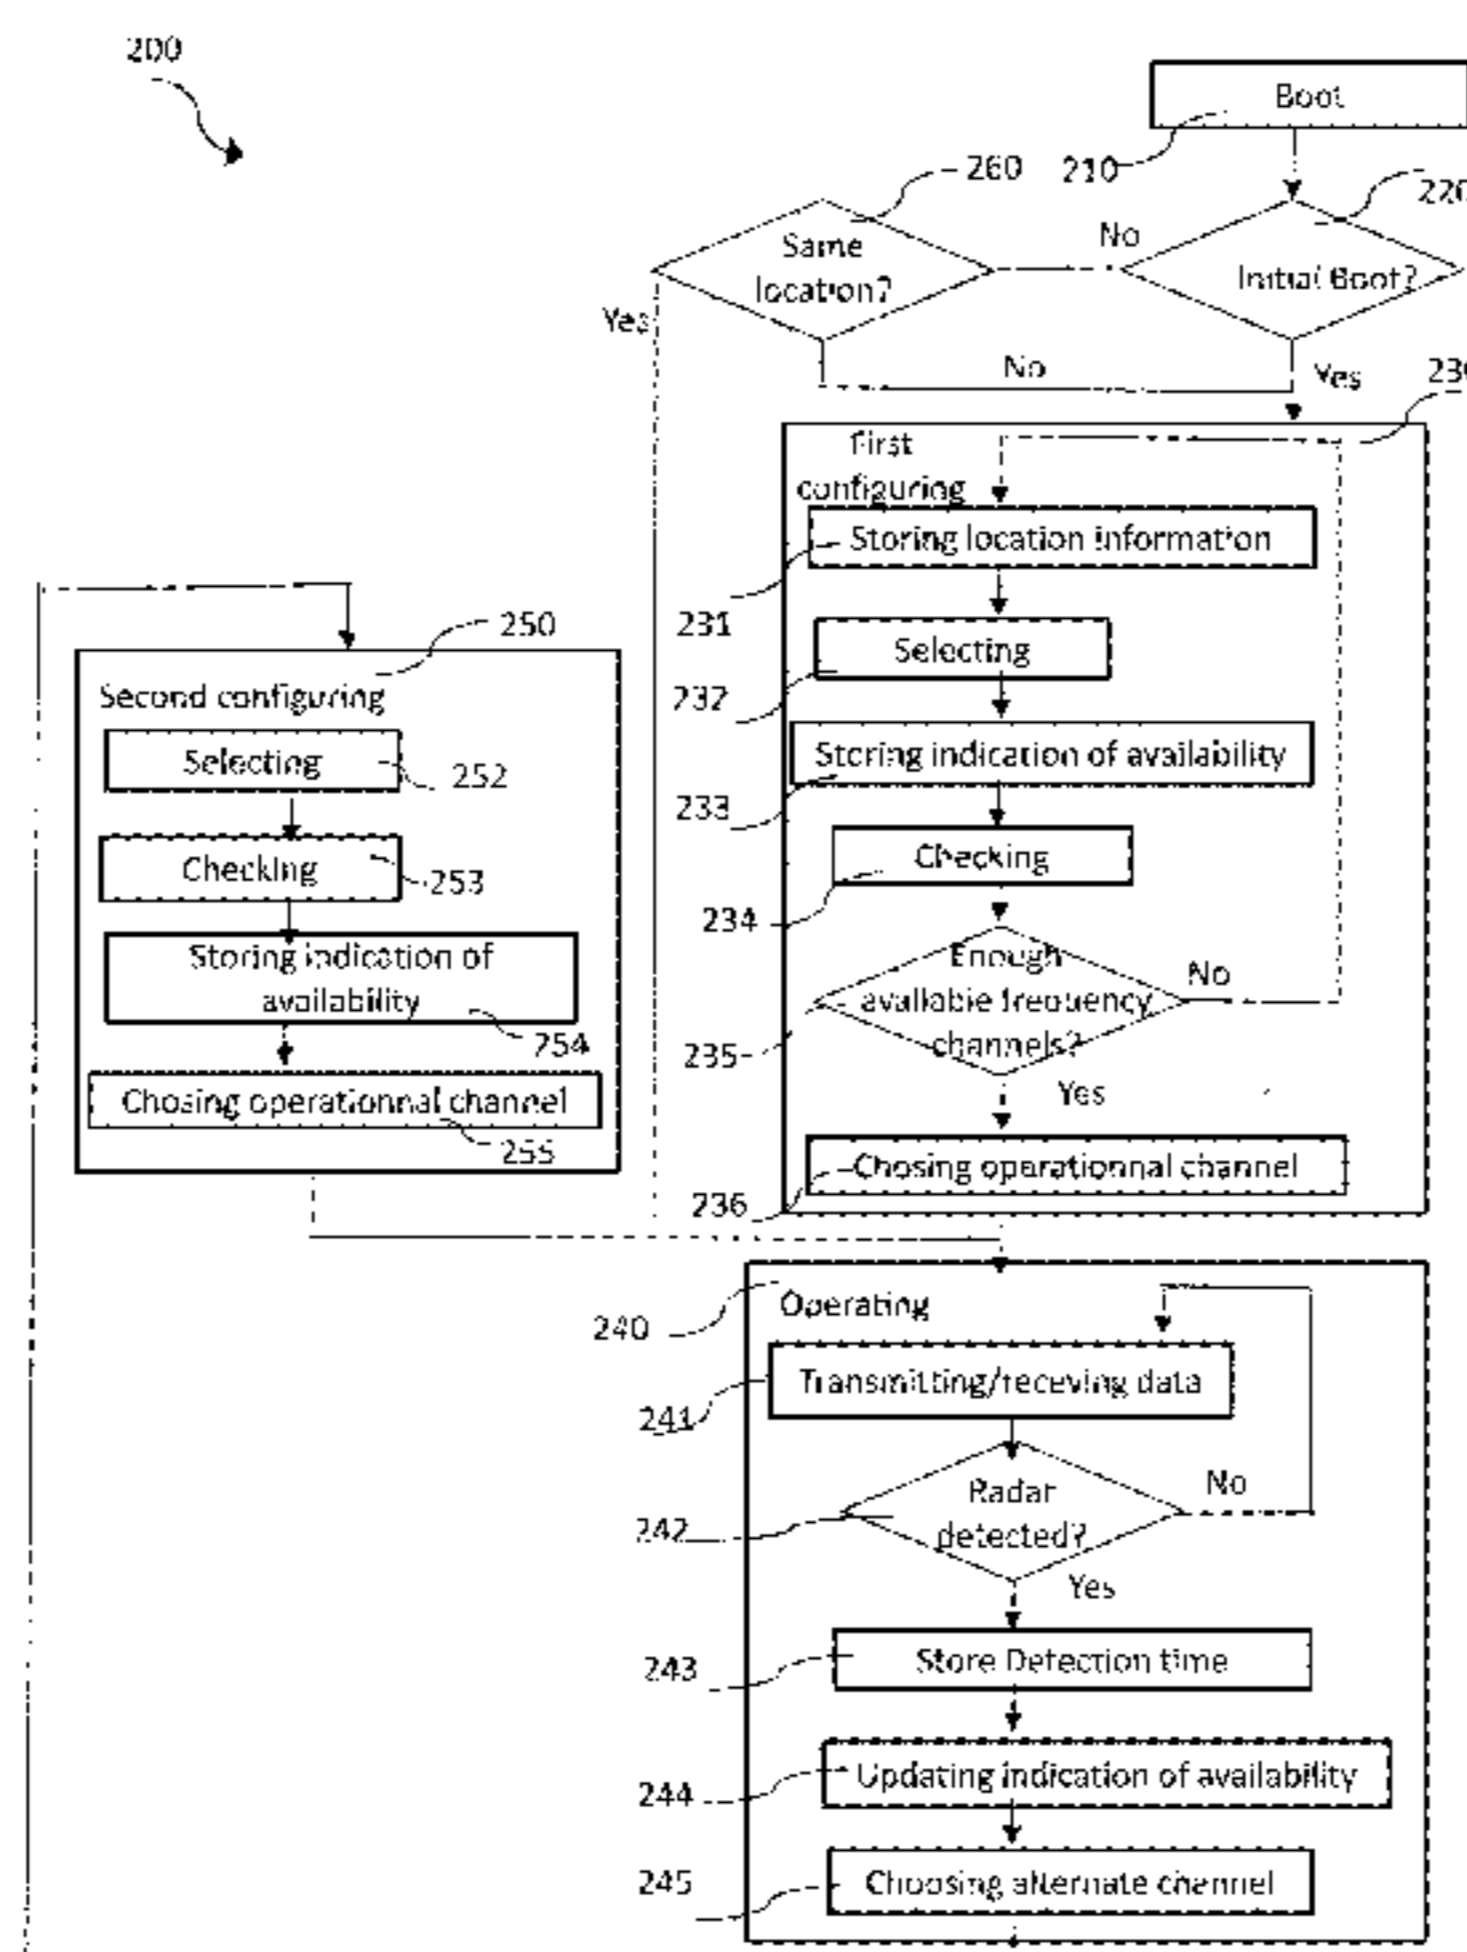 200
Boot
210
260
220
Same
location?
No
Initial Boot?
Yes
No
Yes
First
configuring
Storing location information
231
Selecting
232
Storing indication of availability
233
Checking
234
Enough
available frequency
channels?
No
235
Yes
Chosing operationnal channel
236
250
Second configuring
Selecting
252
Checking
253
Storing indication of
availability
254
Chosing operationnal channel
255
240
Operating
Transmitting/receving data
241
Radar
detected?
No
242
Yes
Store Detection time
243
Updating indication of availability
244
Choosing alternate channel
245